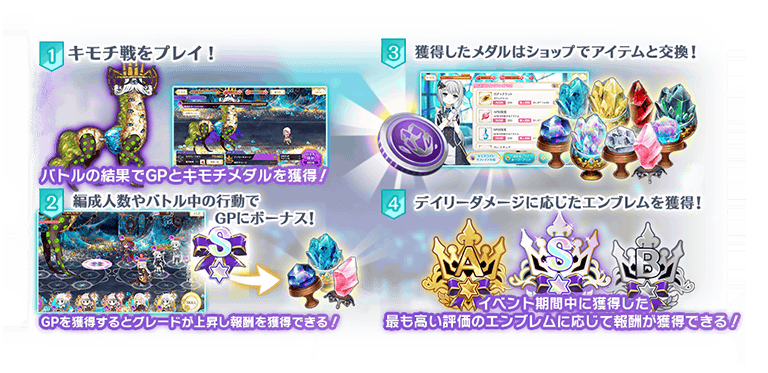 1 キモチ戦をプレイ!
バトルの結果でGPとキモチメダルを獲得!
2 編成人数やバトル中の行動で
GPにボーナス!
S
GPを獲得するとグレードが上昇し報酬を獲得できる!
3 獲得したメダルはショップでアイテムと交換!
4 デイリーダメージに応じたエンブレムを獲得!
A S B
イベント期間中に獲得した
最も高い評価のエンブレムに応じて報酬が獲得できる!